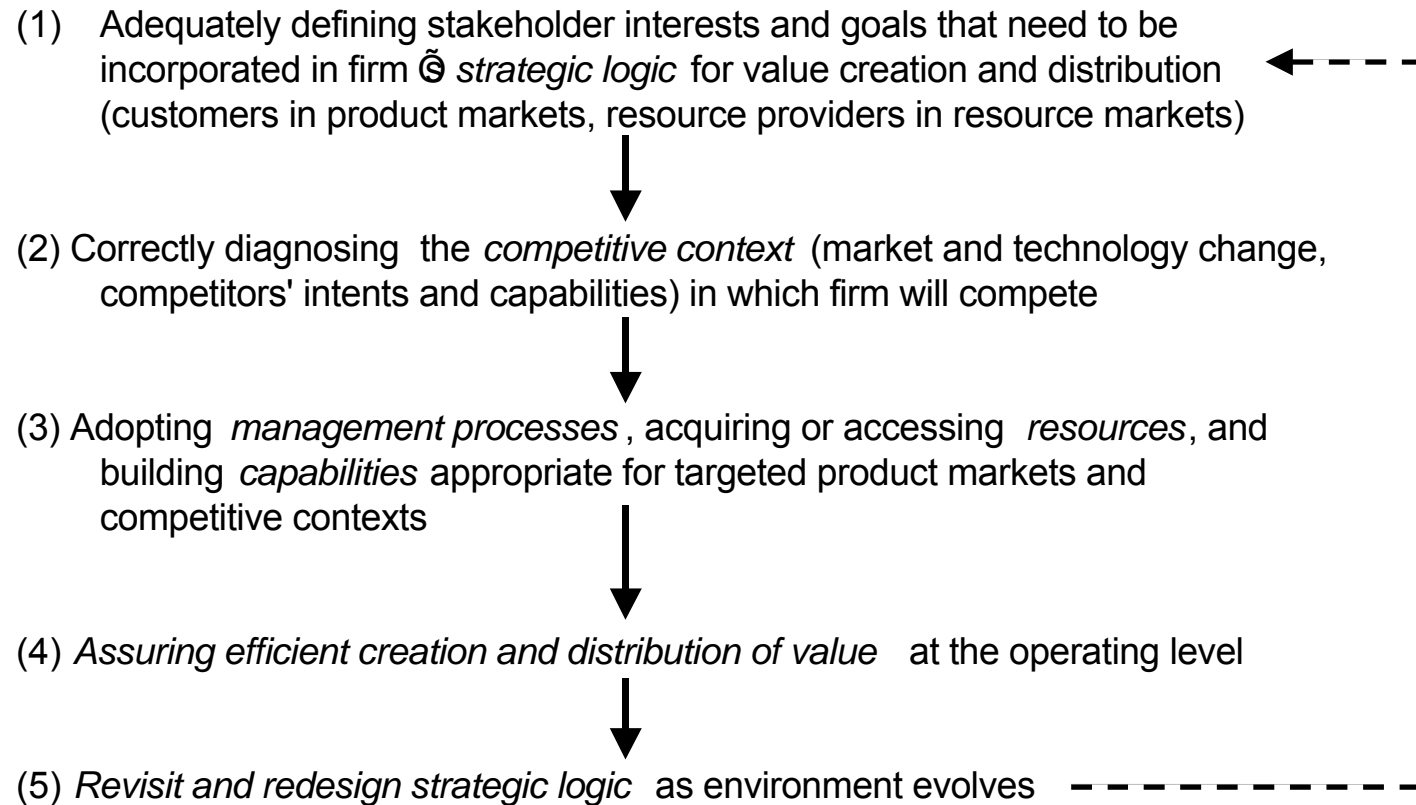 (1) Adequately defining stakeholder interests and goals that need to be
incorporated in firm strategic logic for value creation and distribution
(customers in product markets, resource providers in resource markets)
(2) Correctly diagnosing the competitive context (market and technology change,
competitors' intents and capabilities) in which firm will compete
(3) Adopting management processes, acquiring or accessing resources, and
building capabilities appropriate for targeted product markets and
competitive contexts
(4) Assuring efficient creation and distribution of value at the operating level
(5) Revisit and redesign strategic logic as environment evolves